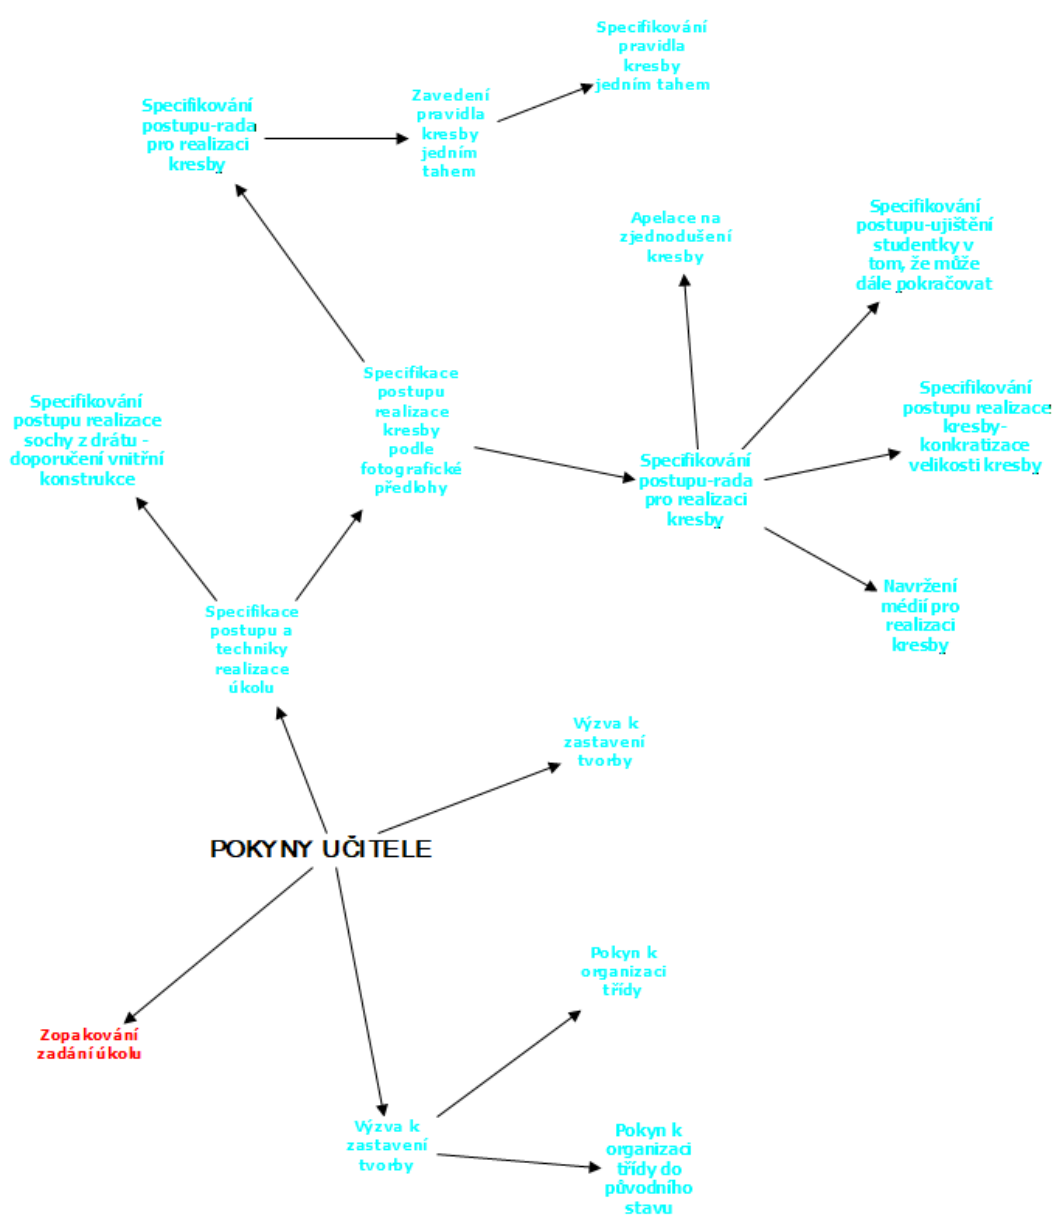 Specifikování
pravidla
kresby
jedním tahem
Zavedení
pravidla
kresby
jedním
tahem
Specifikování
postupu-rada
pro realizaci
kresby
Apelace na
zjednodušení
kresby
Specifikování
postupu-ujištění
studentky v
tom, že může
dále pokračovat
Specifikace
postupu
realizace
kresby
podle
fotografické
předlohy
Specifikování
postupu realizace
sochy z drátu -
doporučení vnitřní
konstrukce
Specifikování
postupu realizace
kresby-
konkratizace
velikosti kresby
Specifikování
postupu-rada
pro realizaci
kresby
Navržení
médií pro
realizaci
kresby
Specifikace
postupu a
techniky
realizace
úkolu
Výzva k
zastavení
tvorby
POKYNY UČITELE
Pokyn k
organizaci
třídy
Zopakování
zadání úkolu
Výzva k
zastavení
tvorby
Pokyn k
organizaci
třídy do
původního
stavu